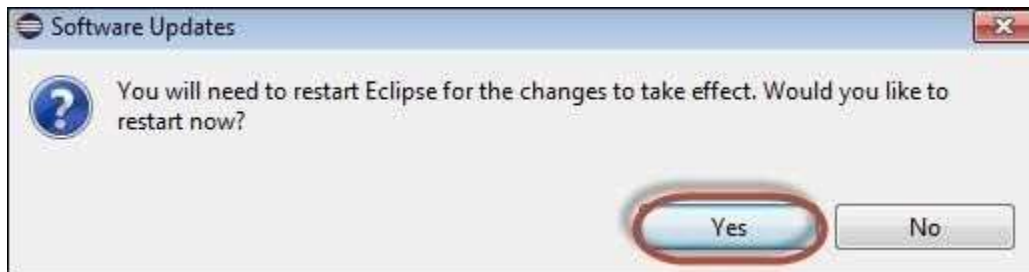 Software Updates
You will need to restart Eclipse for the changes to take effect. Would you like to
restart now?
Yes No